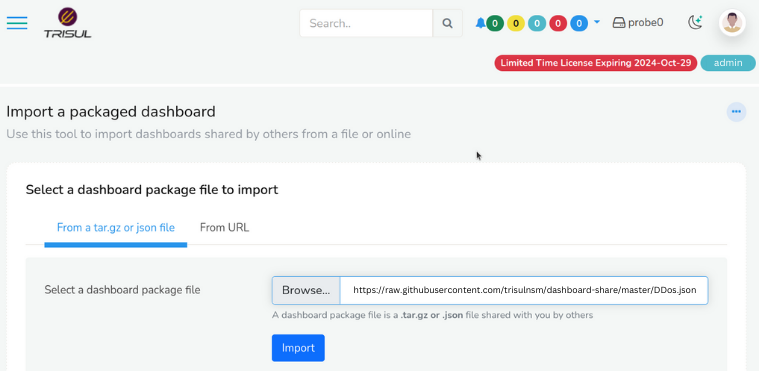 TRISUL
Search..
0 0 0 0 0
probe0
Limited Time License Expiring 2024-Oct-29
admin
Import a packaged dashboard
Use this tool to import dashboards shared by others from a file or online
Select a dashboard package file to import
From a tar.gz or json file
From URL
Select a dashboard package file
Browse...
https://raw.githubusercontent.com/trisulnsm/dashboard-share/master/DDos.json
A dashboard package file is a .tar.gz or .json file shared with you by others
Import